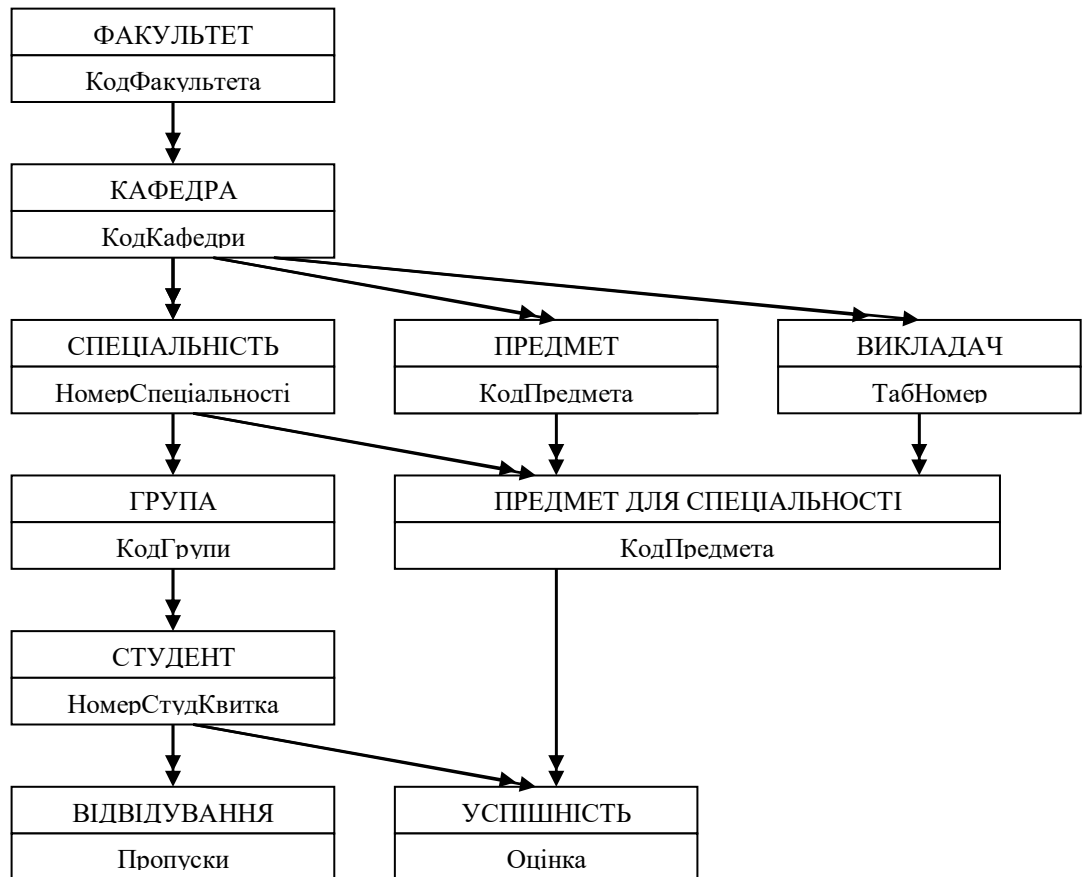 ФАКУЛЬТЕТ
КодФакультета
КАФЕДРА
КодКафедри
СПЕЦІАЛЬНІСТЬ
НомерСпеціальності
ПРЕДМЕТ
КодПредмета
ВИКЛАДАЧ
ТабНомер
ГРУПА
КодГрупи
ПРЕДМЕТ ДЛЯ СПЕЦІАЛЬНОСТІ
КодПредмета
СТУДЕНТ
НомерСтудКвитка
ВІДВІДУВАННЯ
Пропуски
УСПІШНІСТЬ
Оцінка